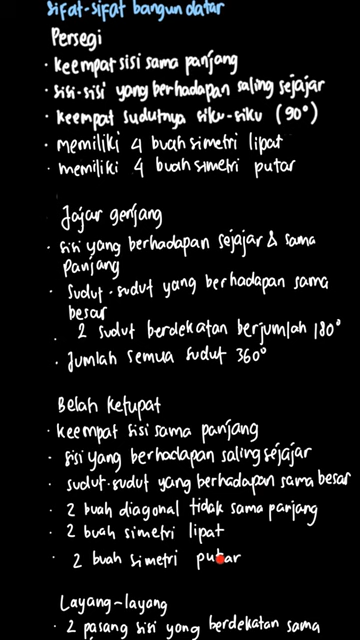 Sifat-Sifat bangun datar
Persegi
• keempat sisi sama panjang
• sisi-sisi yang berhadapan saling sejajar
• keempat sudutnya siku-siku (90°)
• memiliki 4 buah simetri lipat
• memiliki 4 buah simetri putar
Jajar genjang
• sisi yang berhadapan sejajar & sama
panjang
• Sudut-sudut yang berhadapan sama
besar
• 2 sudut berdekatan berjumlah 180°
• Jumlah semua sudut 360°
Belah Ketupat
• keempat sisi sama panjang
• sisi yang berhadapan saling sejajar
• sudut-sudut yang berhadapan sama besar
• 2 buah diagonal tidak sama panjang
• 2 buah simetri lipat
• 2 buah simetri putar
Layang-layang
• 2 pasang sisi yang berdekatan sama